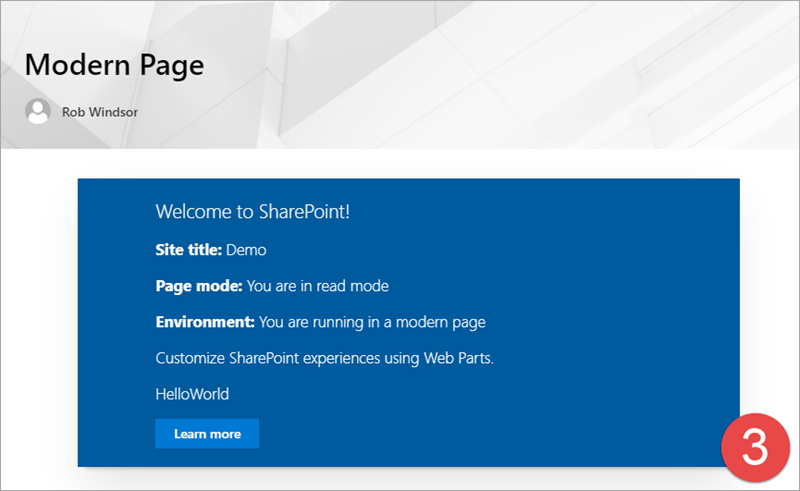 Modern Page
Rob Windsor
Welcome to SharePoint!
Site title: Demo
Page mode: You are in read mode
Environment: You are running in a modern page
Customize SharePoint experiences using Web Parts.
HelloWorld
Learn more
3